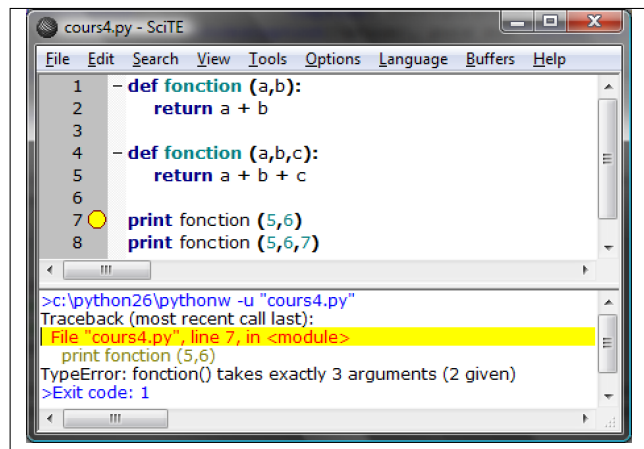 cours4.py - SciTE
File Edit Search View Tools Options Language Buffers Help
1 def fonction (a,b):
2 return a + b
3
4 def fonction (a,b,c):
5 return a + b + c
6
7 print fonction (5,6)
8 print fonction (5,6,7)
>c:\python26\pythonw -u "cours4.py"
Traceback (most recent call last):
File "cours4.py", line 7, in <module>
print fonction (5,6)
TypeError: fonction() takes exactly 3 arguments (2 given)
>Exit code: 1